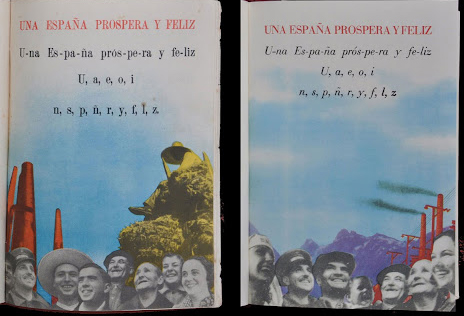 UNA ESPAÑA PRÓSPERA Y FELIZ
U-na Es-pa-ña prós-pe-ra y fe-liz
U, a, e, o, i
n, s, p, ñ, r, y, f, l, z.
UNA ESPAÑA PROSPERA Y FELIZ
U-na Es-pa-ña prós-pe-ra y fe-liz
U, a, e, o, i
n, s, p, ñ, r, y, f, l, z